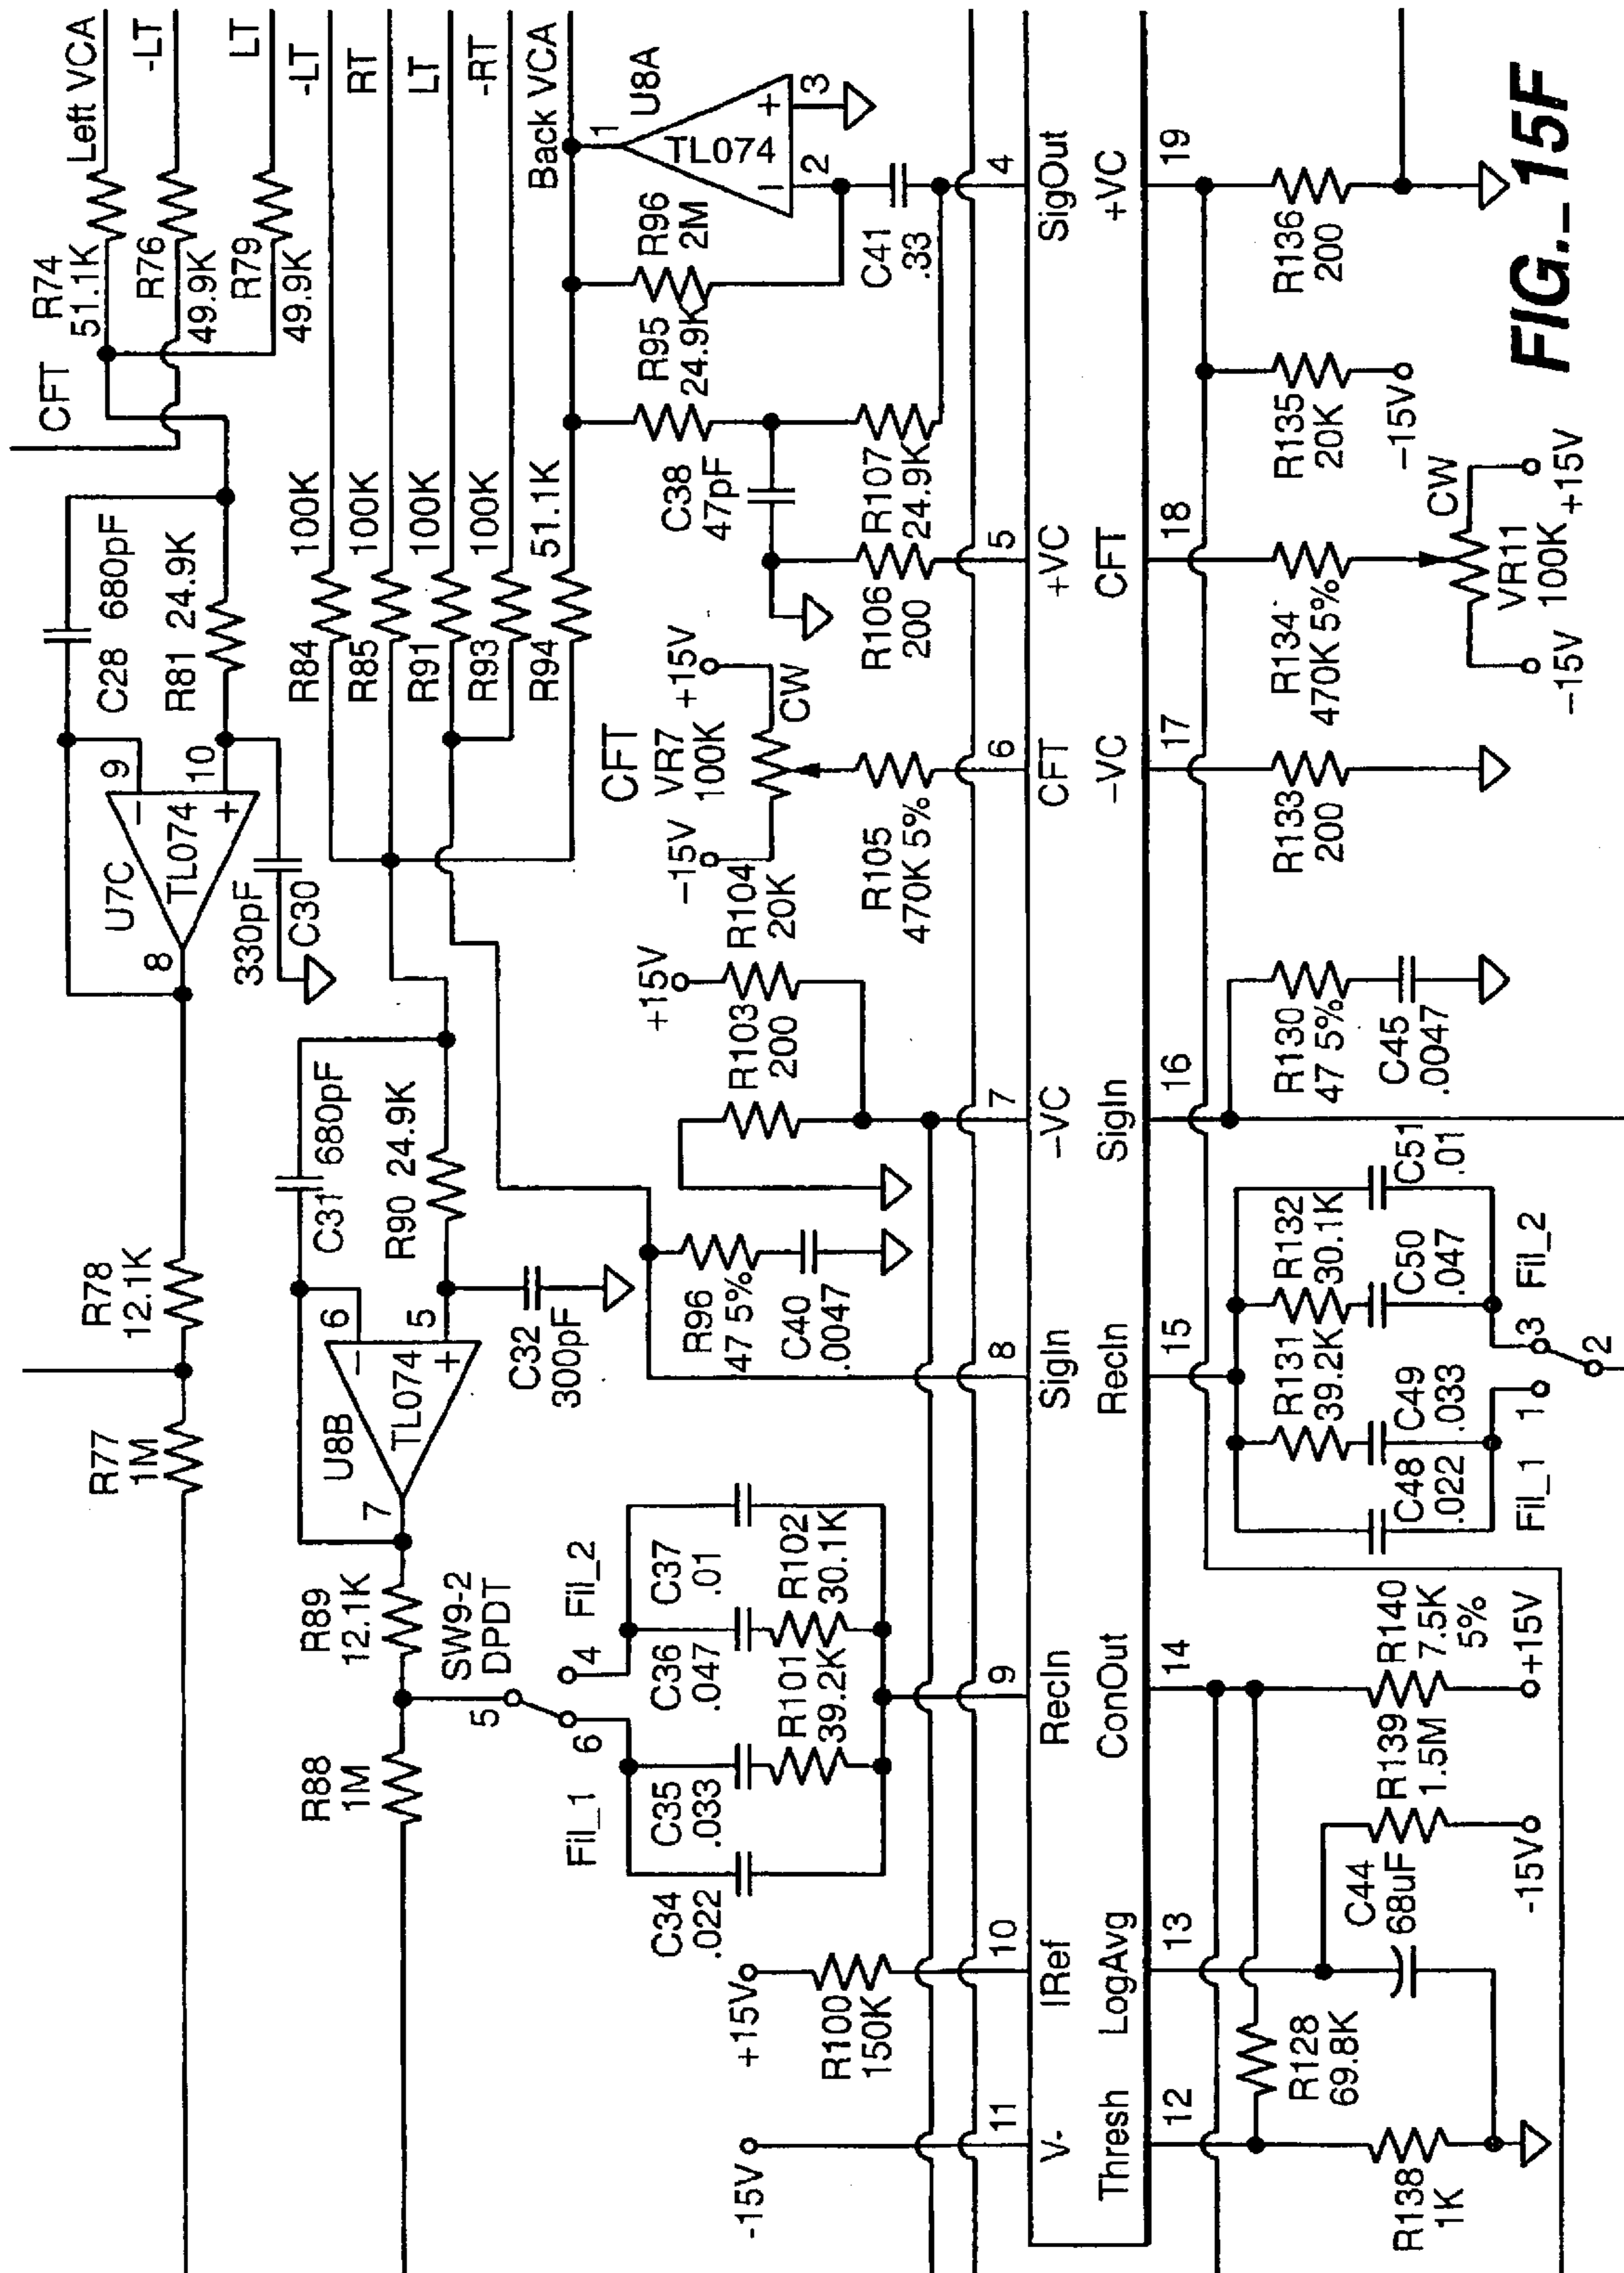 R74
51.1K
Left VCA
CFT
R76
49.9K
-LT
R79
49.9K
LT
C28 680pF
R81 24.9K
U7C
TL074
9
10
8
−
+
330pF
C30
R78
12.1K
R77
1M
R84 100K -LT
R85 100K RT
R91 100K LT
R93 100K -RT
R94 51.1K Back VCA
C31 680pF
R90 24.9K
U8B
TL074
6
5
7
−
+
C32
300pF
R89
12.1K
R88
1M
SW9-2
DPDT
5
4
6
Fil_2
Fil_1
C34
.022
C35
.033
R101
39.2K
C36
.047
R102
30.1K
C37
.01
R96
47 5%
C40
.0047
R103
200
R104
20K
+15V
CFT
VR7
100K
−15V
+15V
CW
R105
470K 5%
R106
200
C38
47pF
R107
24.9K
R95
24.9K
R96
2M
U8A
TL074
1
2
3
−
+
C41
.33
-15V
+15V
R100
150K
11
10
9
8
7
6
5
4
V-
IRef
RecIn
SigIn
−VC
CFT
+VC
SigOut
Thresh
LogAvg
ConOut
RecIn
SigIn
−VC
CFT
+VC
12
13
14
15
16
17
18
19
R138
1K
R128
69.8K
C44
68uF
R139
1.5M
-15V
R140
7.5K
5%
+15V
C48
.022
R131
39.2K
C49
.033
R132
30.1K
C50
.047
C51
.01
Fil_1
1
3
Fil_2
2
R130
47 5%
C45
.0047
R133
200
R134
470K 5%
CW
VR11
100K
−15V
+15V
R135
20K
−15V
R136
200
FIG._15F